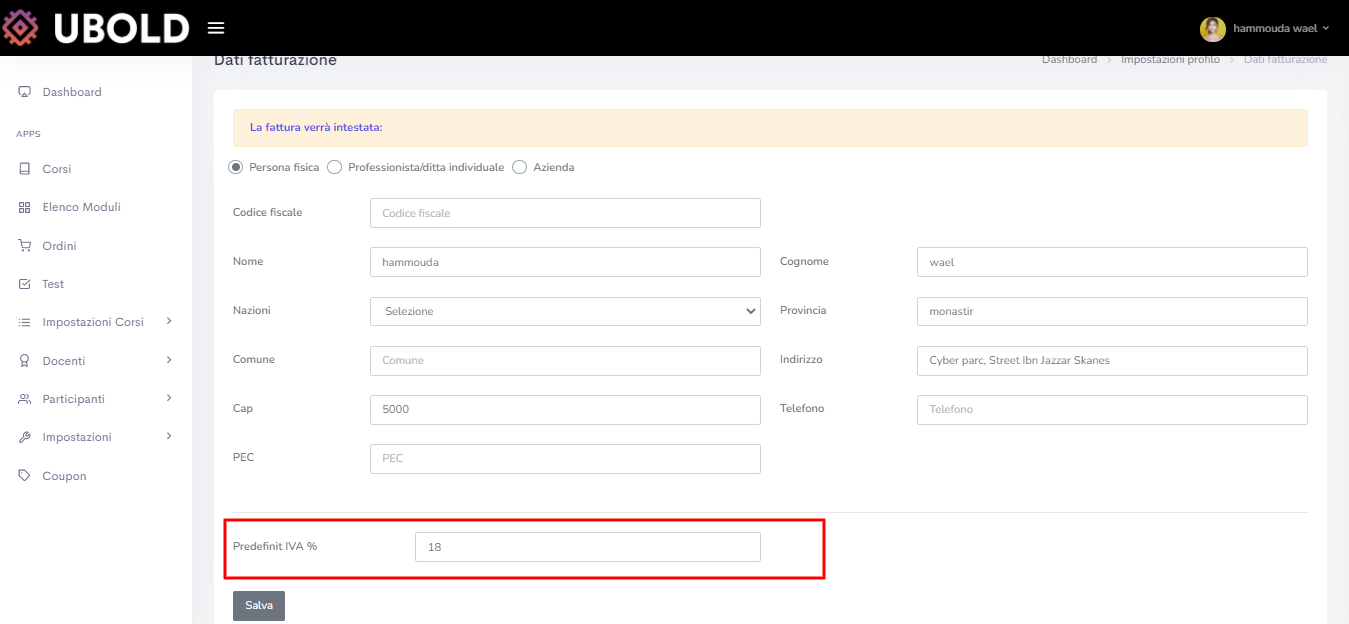 UBOLD
hammouda wael
Dati fatturazione
Dashboard > Impostazioni profilo > Dati fatturazione
Dashboard
APPS
Corsi
Elenco Moduli
Ordini
Test
Impostazioni Corsi
Docenti
Participanti
Impostazioni
Coupon
La fattura verrà intestata:
Persona fisica Professionista/ditta individuale Azienda
Codice fiscale Codice fiscale
Nome hammouda Cognome wael
Nazioni Selezione Provincia monastir
Comune Comune Indirizzo Cyber parc, Street Ibn Jazzar Skanes
Cap 5000 Telefono Telefono
PEC PEC
Predefinit IVA % 18
Salva